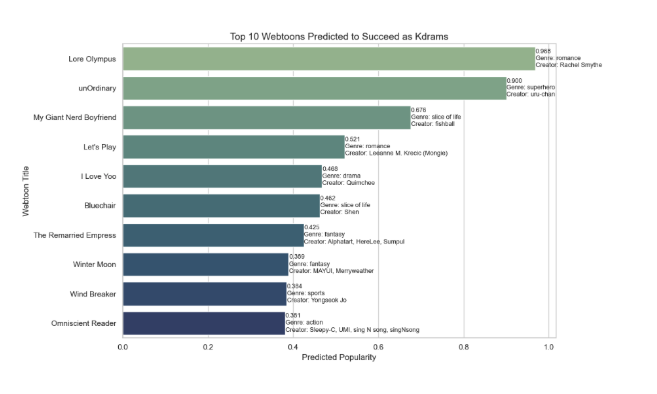 Top 10 Webtoons Predicted to Succeed as Kdrams
Webtoon Title
Lore Olympus
0.968
Genre: romance
Creator: Rachel Smythe
unOrdinary
0.900
Genre: superhero
Creator: uru-chan
My Giant Nerd Boyfriend
0.676
Genre: slice of life
Creator: fishball
Let's Play
0.521
Genre: romance
Creator: Leeanne M. Krecic (Mongie)
I Love Yoo
0.468
Genre: drama
Creator: Quimchee
Bluechair
0.462
Genre: slice of life
Creator: Shen
The Remarried Empress
0.425
Genre: fantasy
Creator: Alphatart, HereLee, Sumpul
Winter Moon
0.389
Genre: fantasy
Creator: MAYUI, Merryweather
Wind Breaker
0.384
Genre: sports
Creator: Yongseok Jo
Omniscient Reader
0.381
Genre: action
Creator: Sleepy-C, UMI, sing N song, singNsong
0.0 0.2 0.4 0.6 0.8 1.0
Predicted Popularity